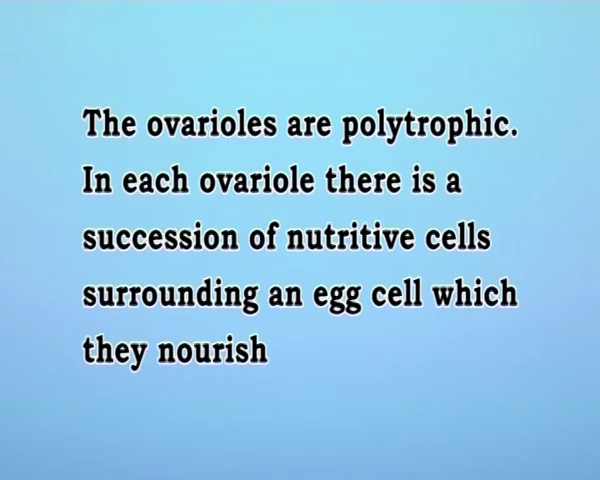 The ovarioles are polytrophic.
In each ovariole there is a
succession of nutritive cells
surrounding an egg cell which
they nourish